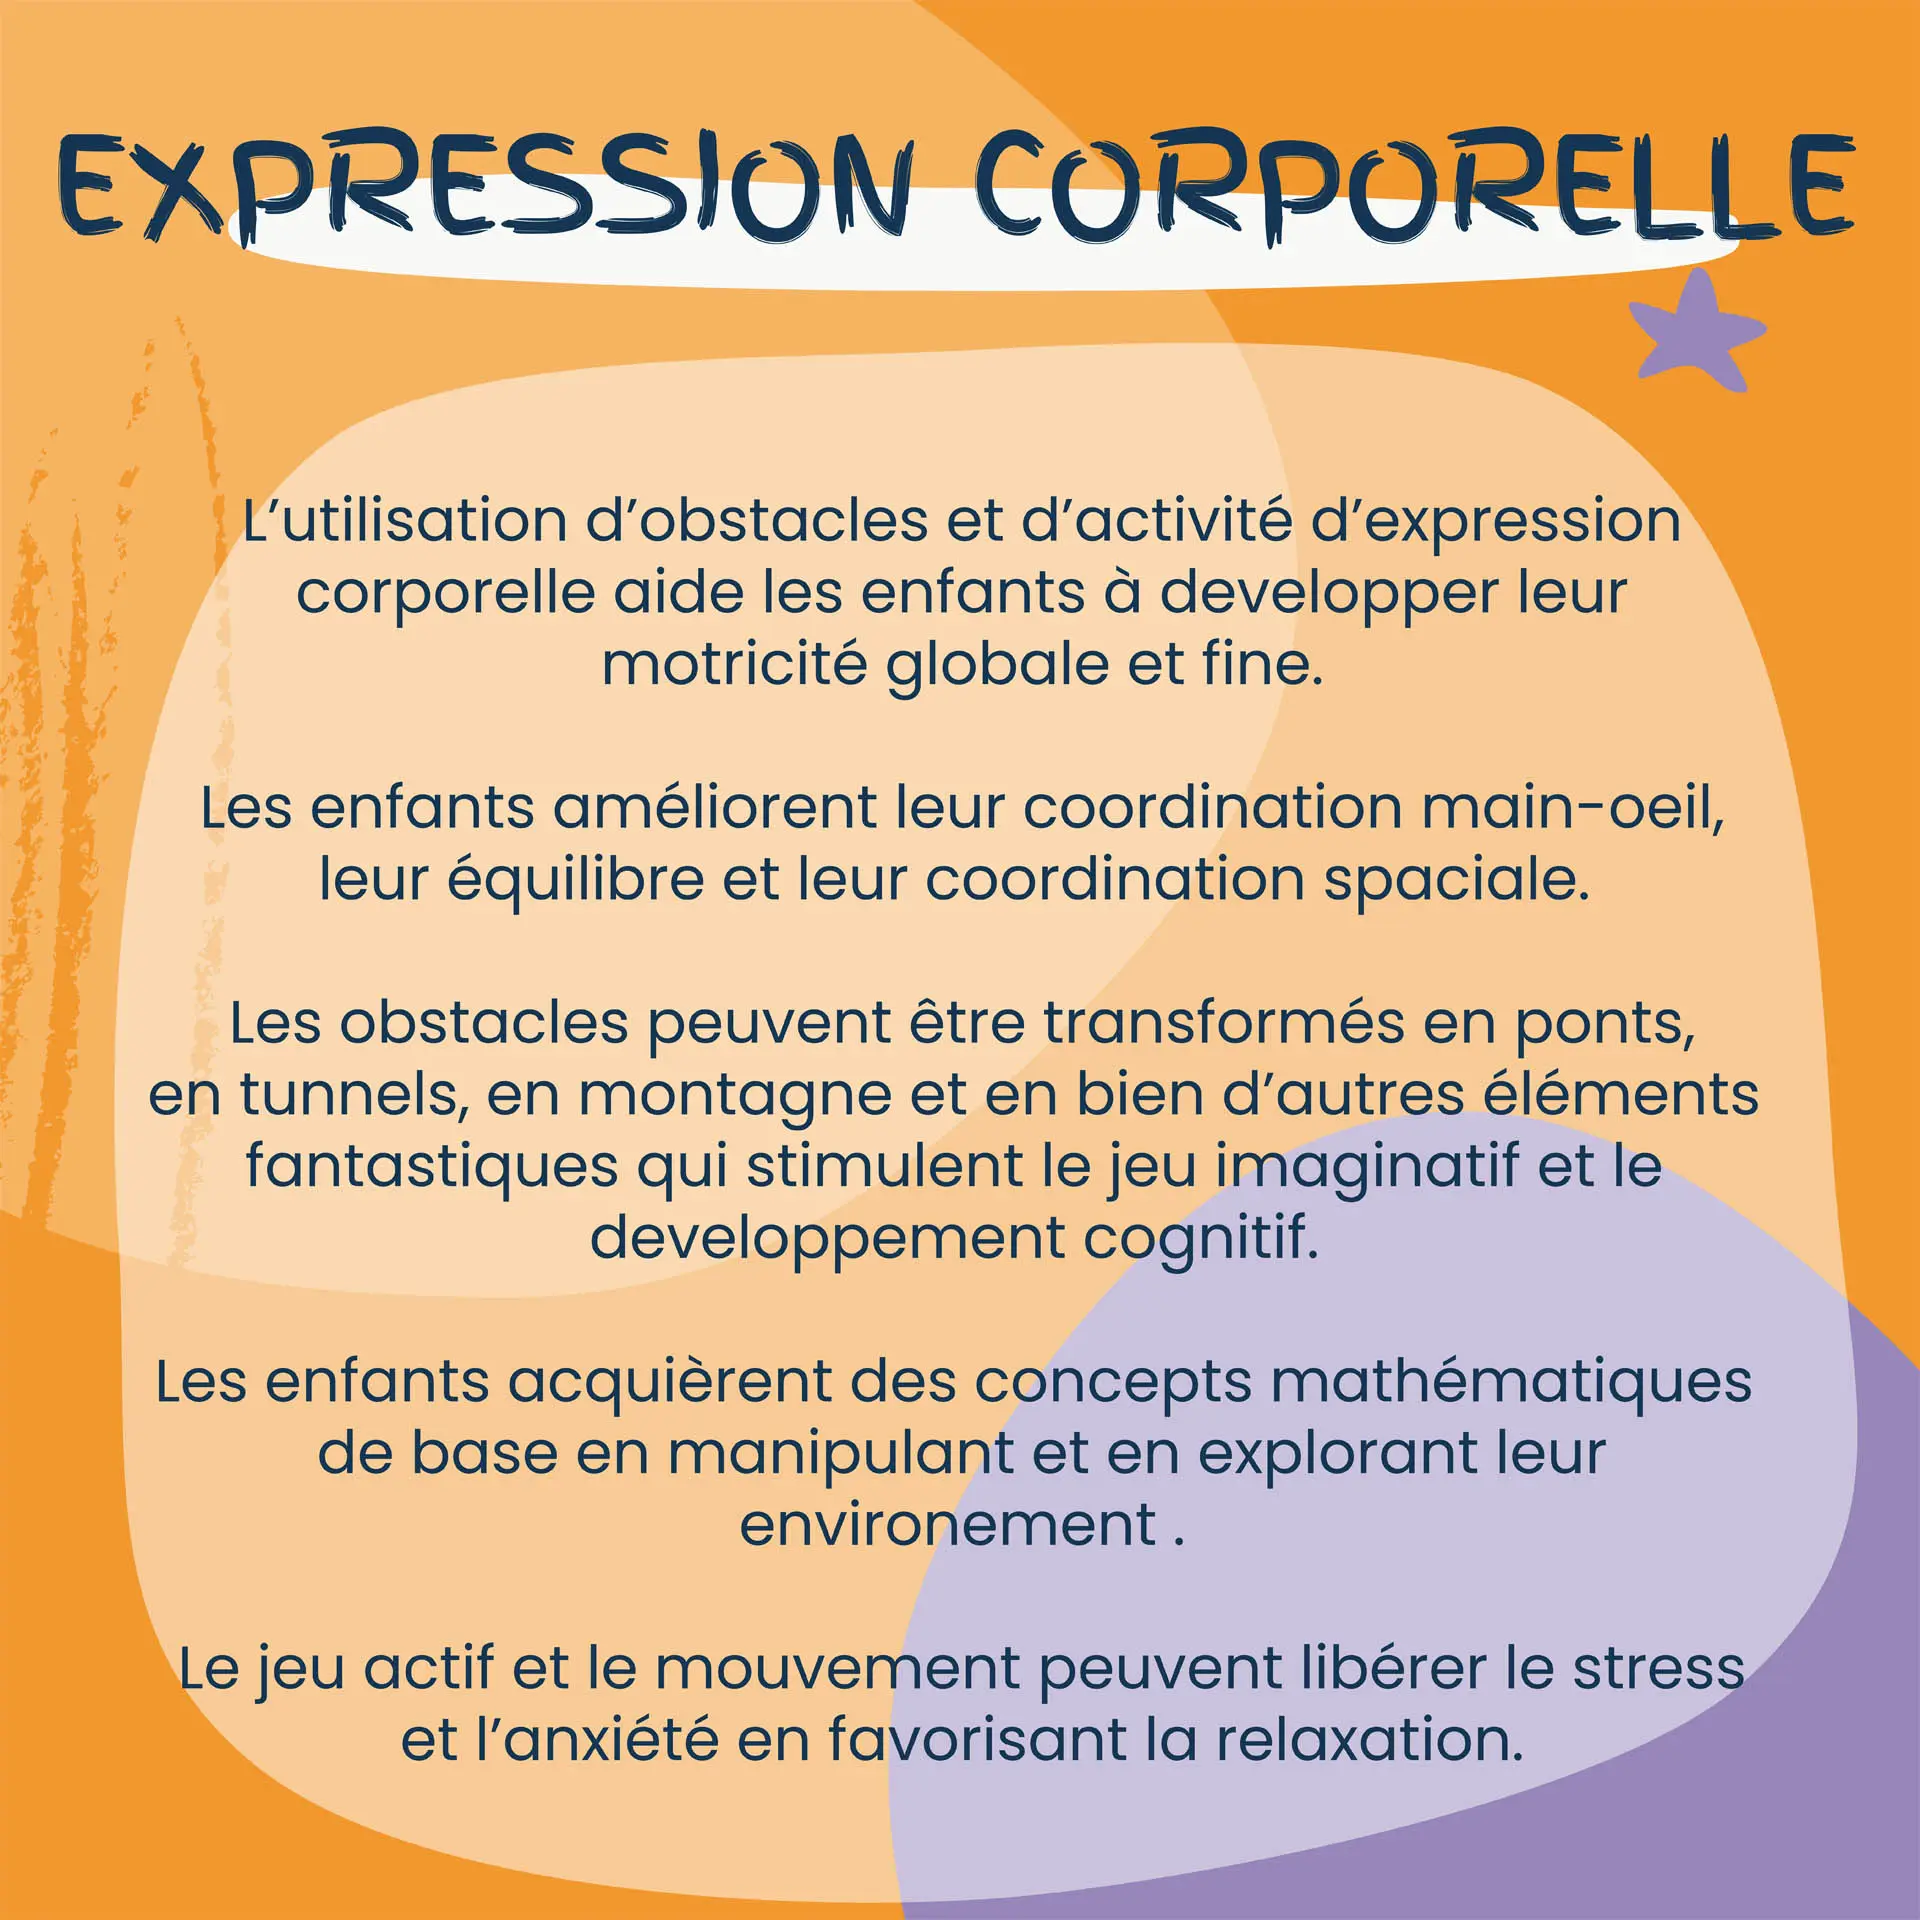 EXPRESSION CORPORELLE
L’utilisation d’obstacles et d’activité d’expression
corporelle aide les enfants à developper leur
motricité globale et fine.
Les enfants améliorent leur coordination main-oeil,
leur équilibre et leur coordination spaciale.
Les obstacles peuvent être transformés en ponts,
en tunnels, en montagne et en bien d’autres éléments
fantastiques qui stimulent le jeu imaginatif et le
developpement cognitif.
Les enfants acquièrent des concepts mathématiques
de base en manipulant et en explorant leur
environement .
Le jeu actif et le mouvement peuvent libérer le stress
et l’anxiété en favorisant la relaxation.